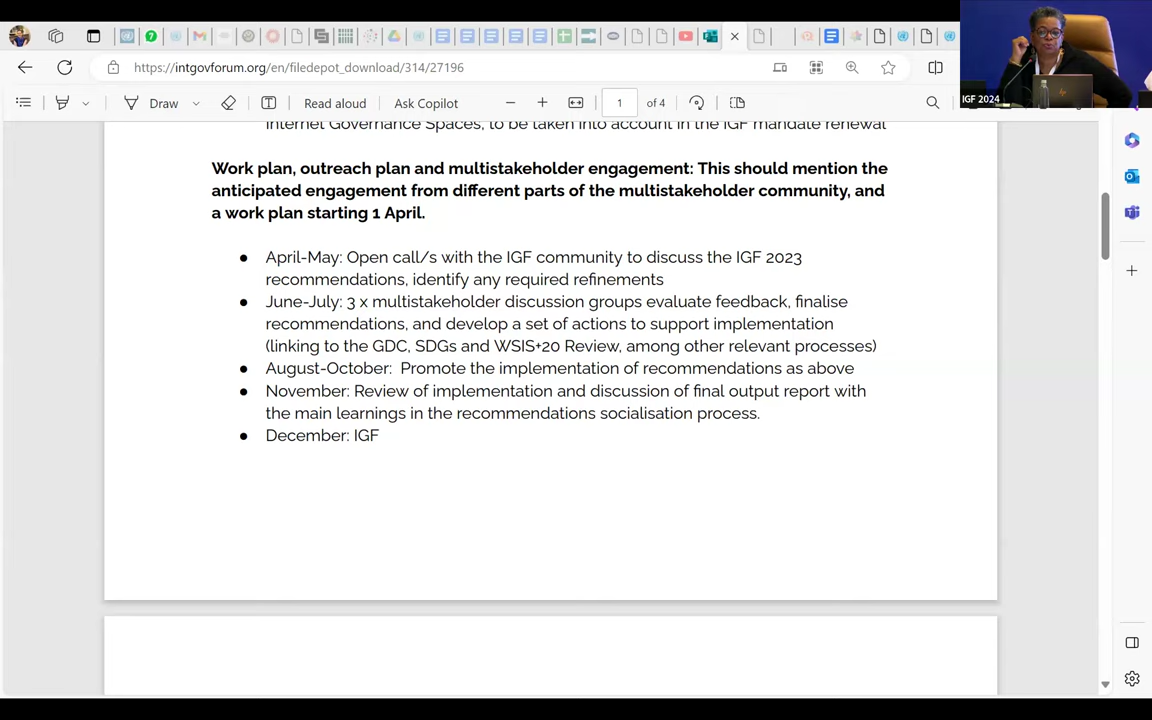 IGF 2024
https://intgovforum.org/en/filedepot_download/314/27196
Draw
Read aloud
Ask Copilot
1
of 4
Internet Governance Spaces, to be taken into account in the IGF mandate renewal
Work plan, outreach plan and multistakeholder engagement: This should mention the
anticipated engagement from different parts of the multistakeholder community, and
a work plan starting 1 April.
● April-May: Open call/s with the IGF community to discuss the IGF 2023
recommendations, identify any required refinements
● June-July: 3 x multistakeholder discussion groups evaluate feedback, finalise
recommendations, and develop a set of actions to support implementation
(linking to the GDC, SDGs and WSIS+20 Review, among other relevant processes)
● August-October: Promote the implementation of recommendations as above
● November: Review of implementation and discussion of final output report with
the main learnings in the recommendations socialisation process.
● December: IGF